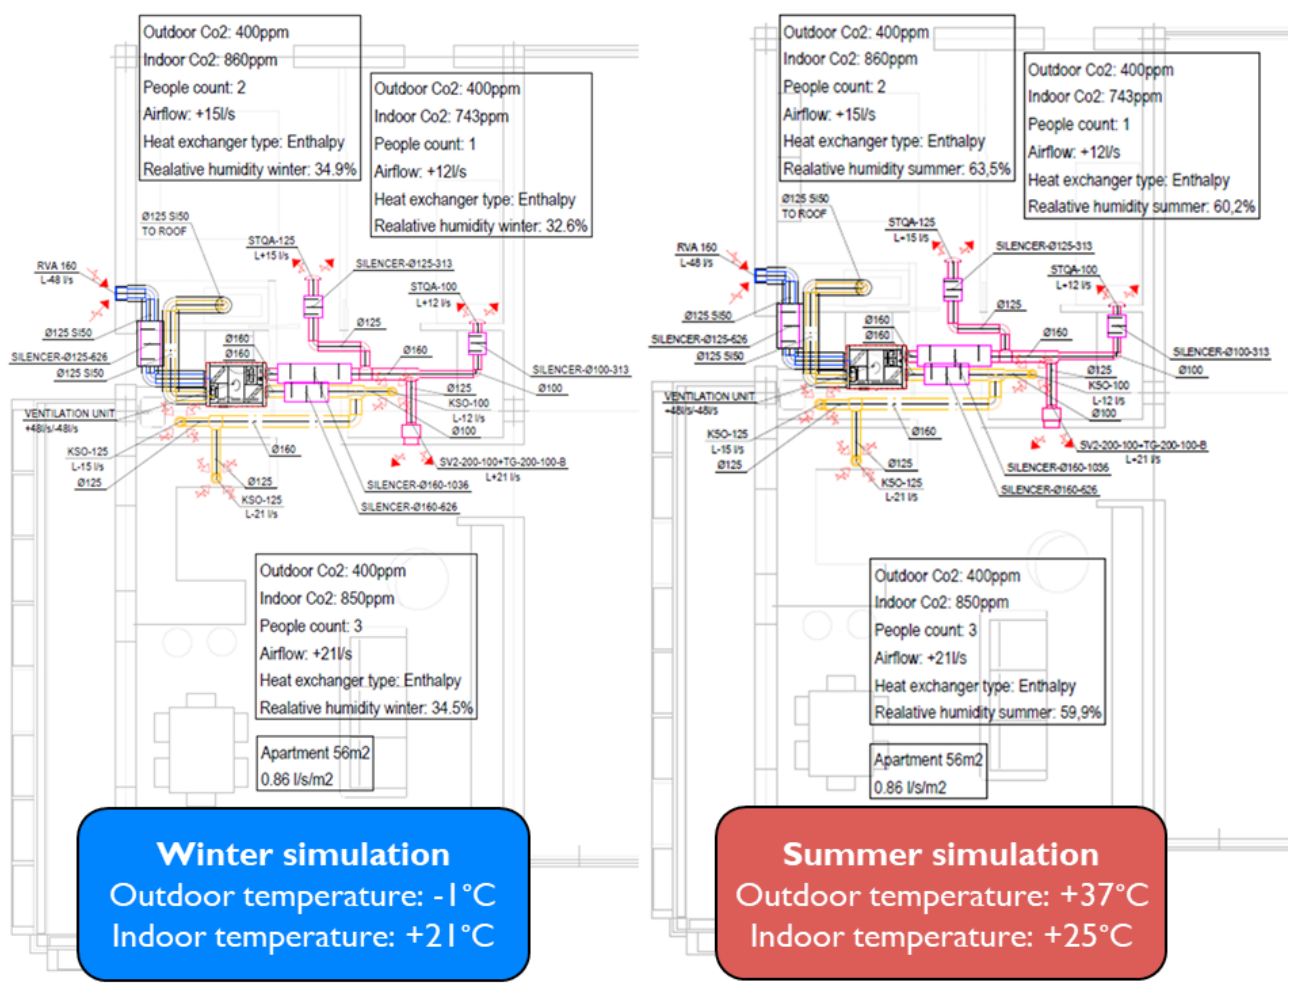 Outdoor Co2: 400ppm
Indoor Co2: 860ppm
People count: 2
Airflow: +15l/s
Heat exchanger type: Enthalpy
Realative humidity winter: 34.9%
Outdoor Co2: 400ppm
Indoor Co2: 743ppm
People count: 1
Airflow: +12l/s
Heat exchanger type: Enthalpy
Realative humidity winter: 32.6%
Ø125 SI50
TO ROOF
STQA-125
L+15 l/s
RVA 160
L-48 l/s
SILENCER-Ø125-313
STQA-100
L+12 l/s
Ø125 SI50
Ø125
Ø160
Ø160
Ø160
SILENCER-Ø125-626
Ø125 SI50
SILENCER-Ø100-313
Ø125
Ø100
KSO-100
L-12 l/s
VENTILATION UNIT
+48l/s/-48l/s
Ø100
KSO-125
L-15 l/s
Ø160
SV2-200-100+TG-200-100-B
L+21 l/s
Ø125
Ø125
KSO-125
L-21 l/s
SILENCER-Ø160-1036
SILENCER-Ø160-626
Outdoor Co2: 400ppm
Indoor Co2: 850ppm
People count: 3
Airflow: +21l/s
Heat exchanger type: Enthalpy
Realative humidity winter: 34.5%
Apartment 56m2
0.86 l/s/m2
Winter simulation
Outdoor temperature: -1°C
Indoor temperature: +21°C
Outdoor Co2: 400ppm
Indoor Co2: 860ppm
People count: 2
Airflow: +15l/s
Heat exchanger type: Enthalpy
Realative humidity summer: 63,5%
Outdoor Co2: 400ppm
Indoor Co2: 743ppm
People count: 1
Airflow: +12l/s
Heat exchanger type: Enthalpy
Realative humidity summer: 60,2%
Ø125 SI50
TO ROOF
STQA-125
L+15 l/s
RVA 160
L-48 l/s
SILENCER-Ø125-313
STQA-100
L+12 l/s
Ø125 SI50
Ø125
Ø160
Ø160
Ø160
SILENCER-Ø125-626
Ø125 SI50
SILENCER-Ø100-313
Ø125
Ø100
KSO-100
L-12 l/s
VENTILATION UNIT
+48l/s/-48l/s
Ø100
KSO-125
L-15 l/s
Ø160
SV2-200-100+TG-200-100-B
L+21 l/s
Ø125
Ø125
KSO-125
L-21 l/s
SILENCER-Ø160-1036
SILENCER-Ø160-626
Outdoor Co2: 400ppm
Indoor Co2: 850ppm
People count: 3
Airflow: +21l/s
Heat exchanger type: Enthalpy
Realative humidity summer: 59,9%
Apartment 56m2
0.86 l/s/m2
Summer simulation
Outdoor temperature: +37°C
Indoor temperature: +25°C